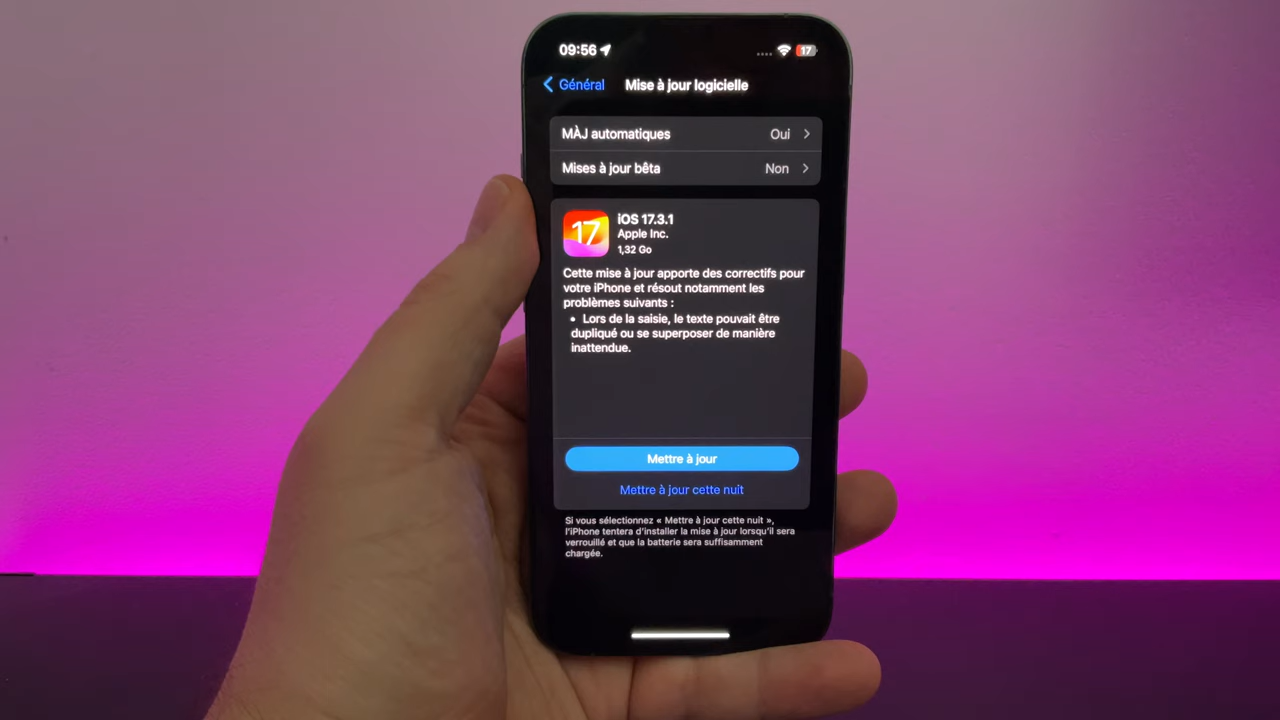 09:56
17
Général
Mise à jour logicielle
MÀJ automatiques
Oui
Mises à jour bêta
Non
17
iOS 17.3.1
Apple Inc.
1,32 Go
Cette mise à jour apporte des correctifs pour
votre iPhone et résout notamment les
problèmes suivants :
• Lors de la saisie, le texte pouvait être
dupliqué ou se superposer de manière
inattendue.
Mettre à jour
Mettre à jour cette nuit
Si vous sélectionnez « Mettre à jour cette nuit »,
l’iPhone tentera d’installer la mise à jour lorsqu’il sera
verrouillé et que la batterie sera suffisamment
chargée.